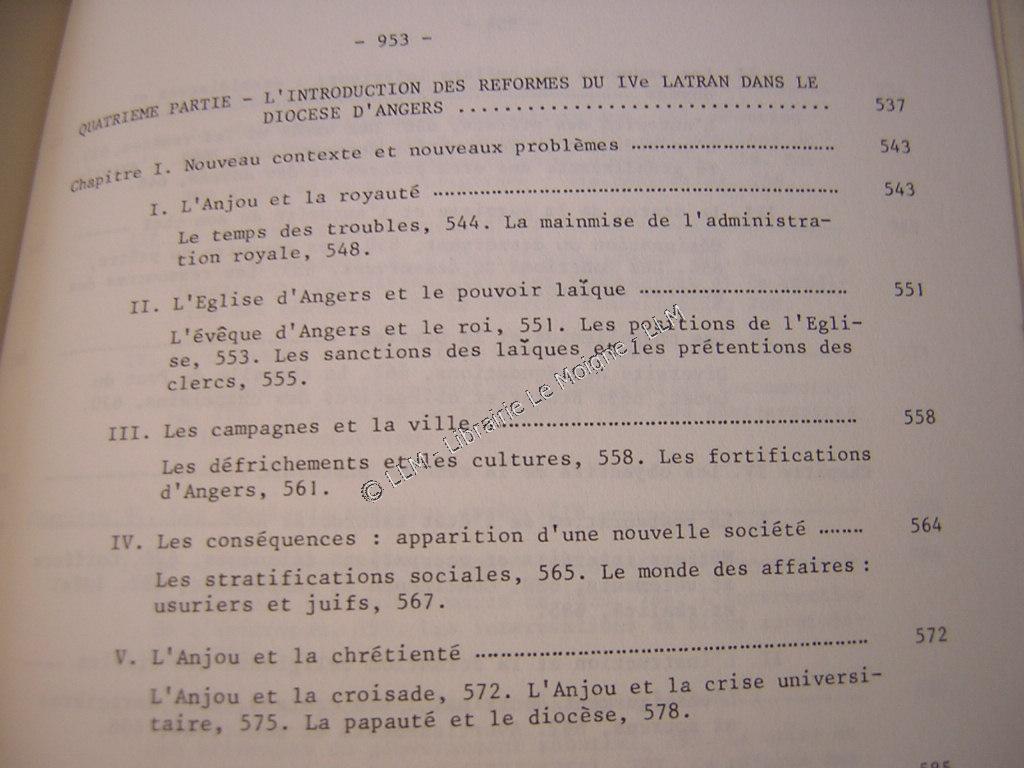 - 953 -
QUATRIEME PARTIE - L'INTRODUCTION DES REFORMES DU IVe LATRAN DANS LE
DIOCESE D'ANGERS .................................. 537
Chapitre I. Nouveau contexte et nouveaux problèmes .................................. 543
I. L'Anjou et la royauté .................................. 543
Le temps des troubles, 544. La mainmise de l'administra-
tion royale, 548.
II. L'Eglise d'Angers et le pouvoir laïque .................................. 551
L'évêque d'Angers et le roi, 551. Les positions de l'Egli-
se, 553. Les sanctions des laïques et les prétentions des
clercs, 555.
III. Les campagnes et la ville .................................. 558
Les défrichements et les cultures, 558. Les fortifications
d'Angers, 561.
IV. Les conséquences : apparition d'une nouvelle société ........ 564
Les stratifications sociales, 565. Le monde des affaires :
usuriers et juifs, 567.
V. L'Anjou et la chrétienté .................................. 572
L'Anjou et la croisade, 572. L'Anjou et la crise universi-
taire, 575. La papauté et le diocèse, 578.
© LLM - Librairie Le Moigne - LLM